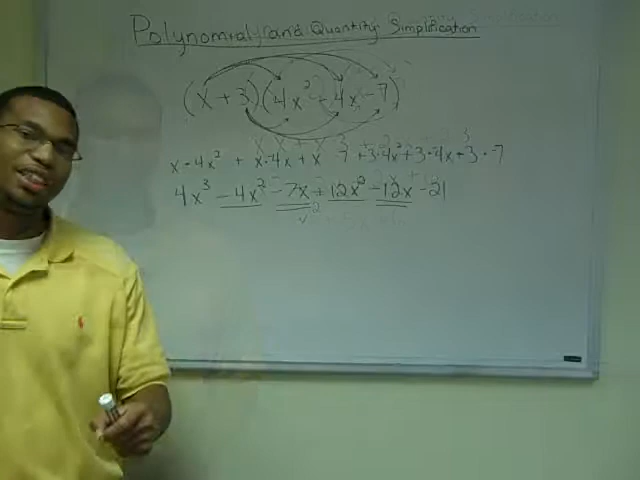 Polynomial and Quantity Simplification
(x + 3)(4x² - 4x - 7)
x · 4x² + x · -4x + x · -7 + 3 · 4x² + 3 · -4x + 3 · -7
4x³ - 4x² - 7x + 12x² - 12x - 21